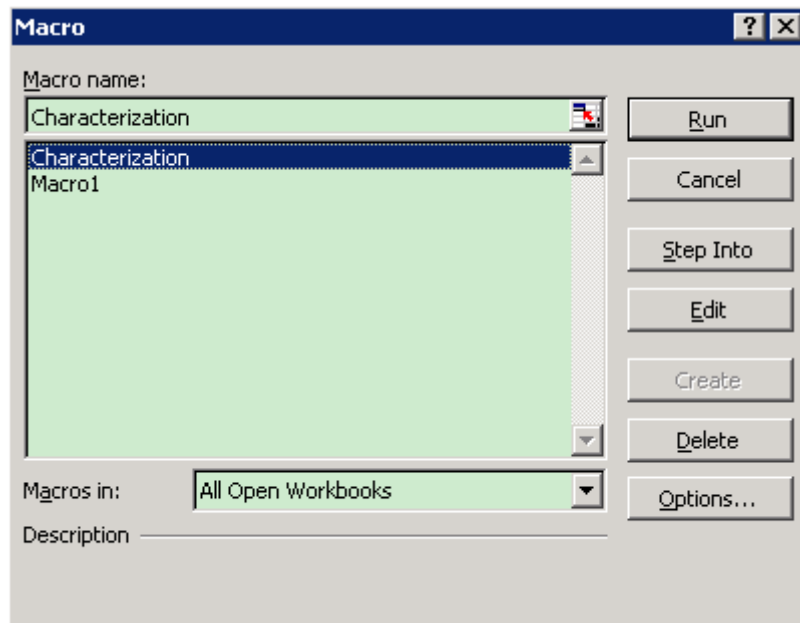 Macro
Macro name:
Characterization
Characterization
Macro1
Run
Cancel
Step Into
Edit
Create
Delete
Options...
Macros in:
All Open Workbooks
Description